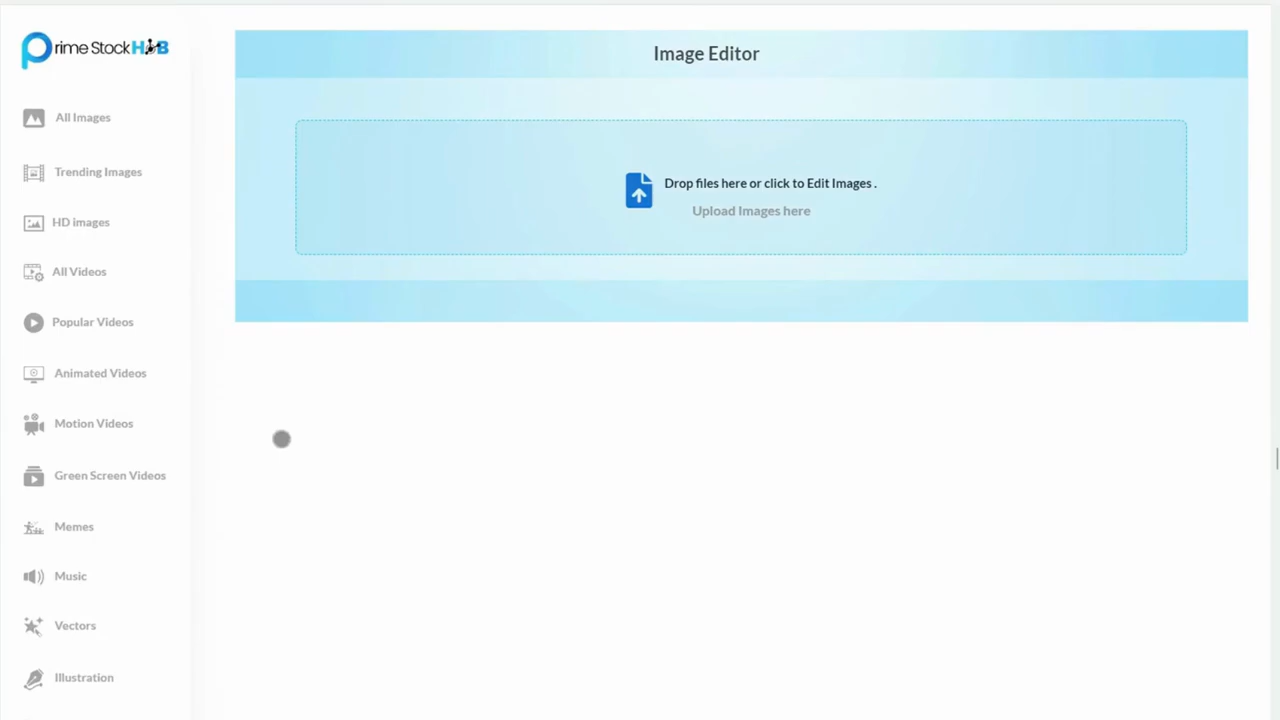 Prime Stock HUB
Image Editor
All Images
Trending Images
HD images
All Videos
Popular Videos
Animated Videos
Motion Videos
Green Screen Videos
Memes
Music
Vectors
Illustration
Drop files here or click to Edit Images .
Upload Images here